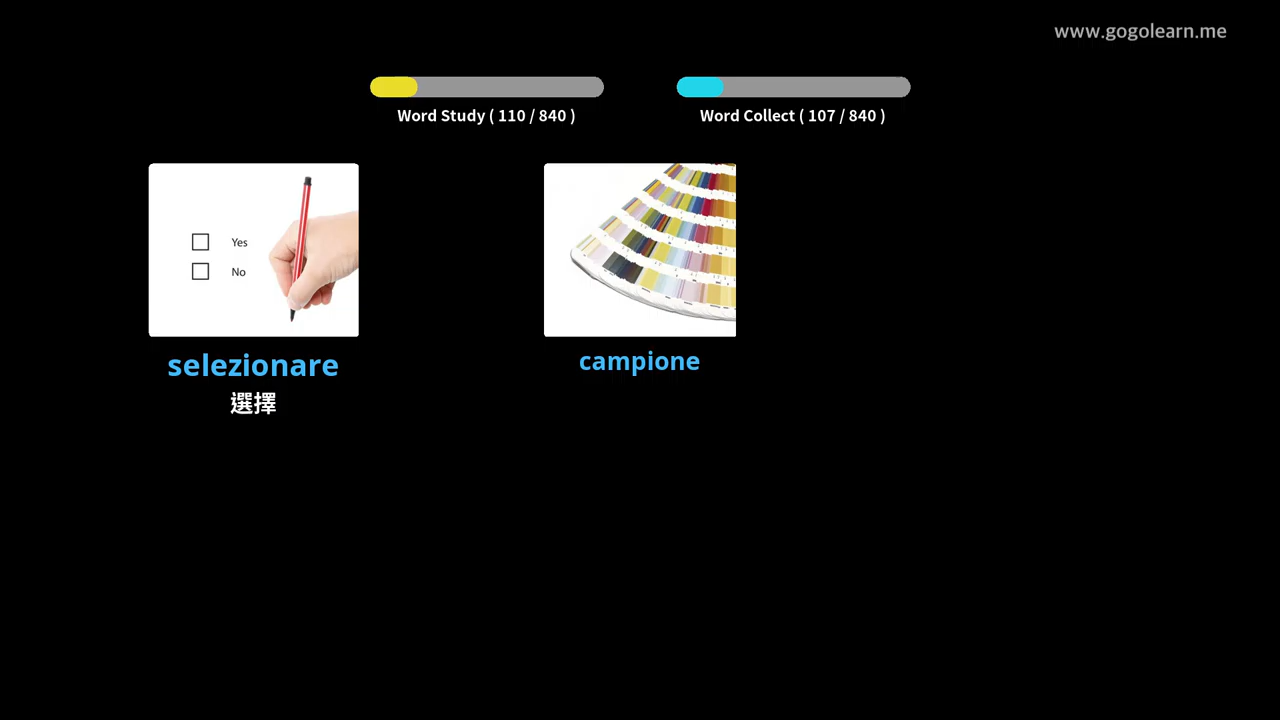 www.gogolearn.me
Word Study ( 110 / 840 )
Word Collect ( 107 / 840 )
Yes
No
selezionare
選擇
campione